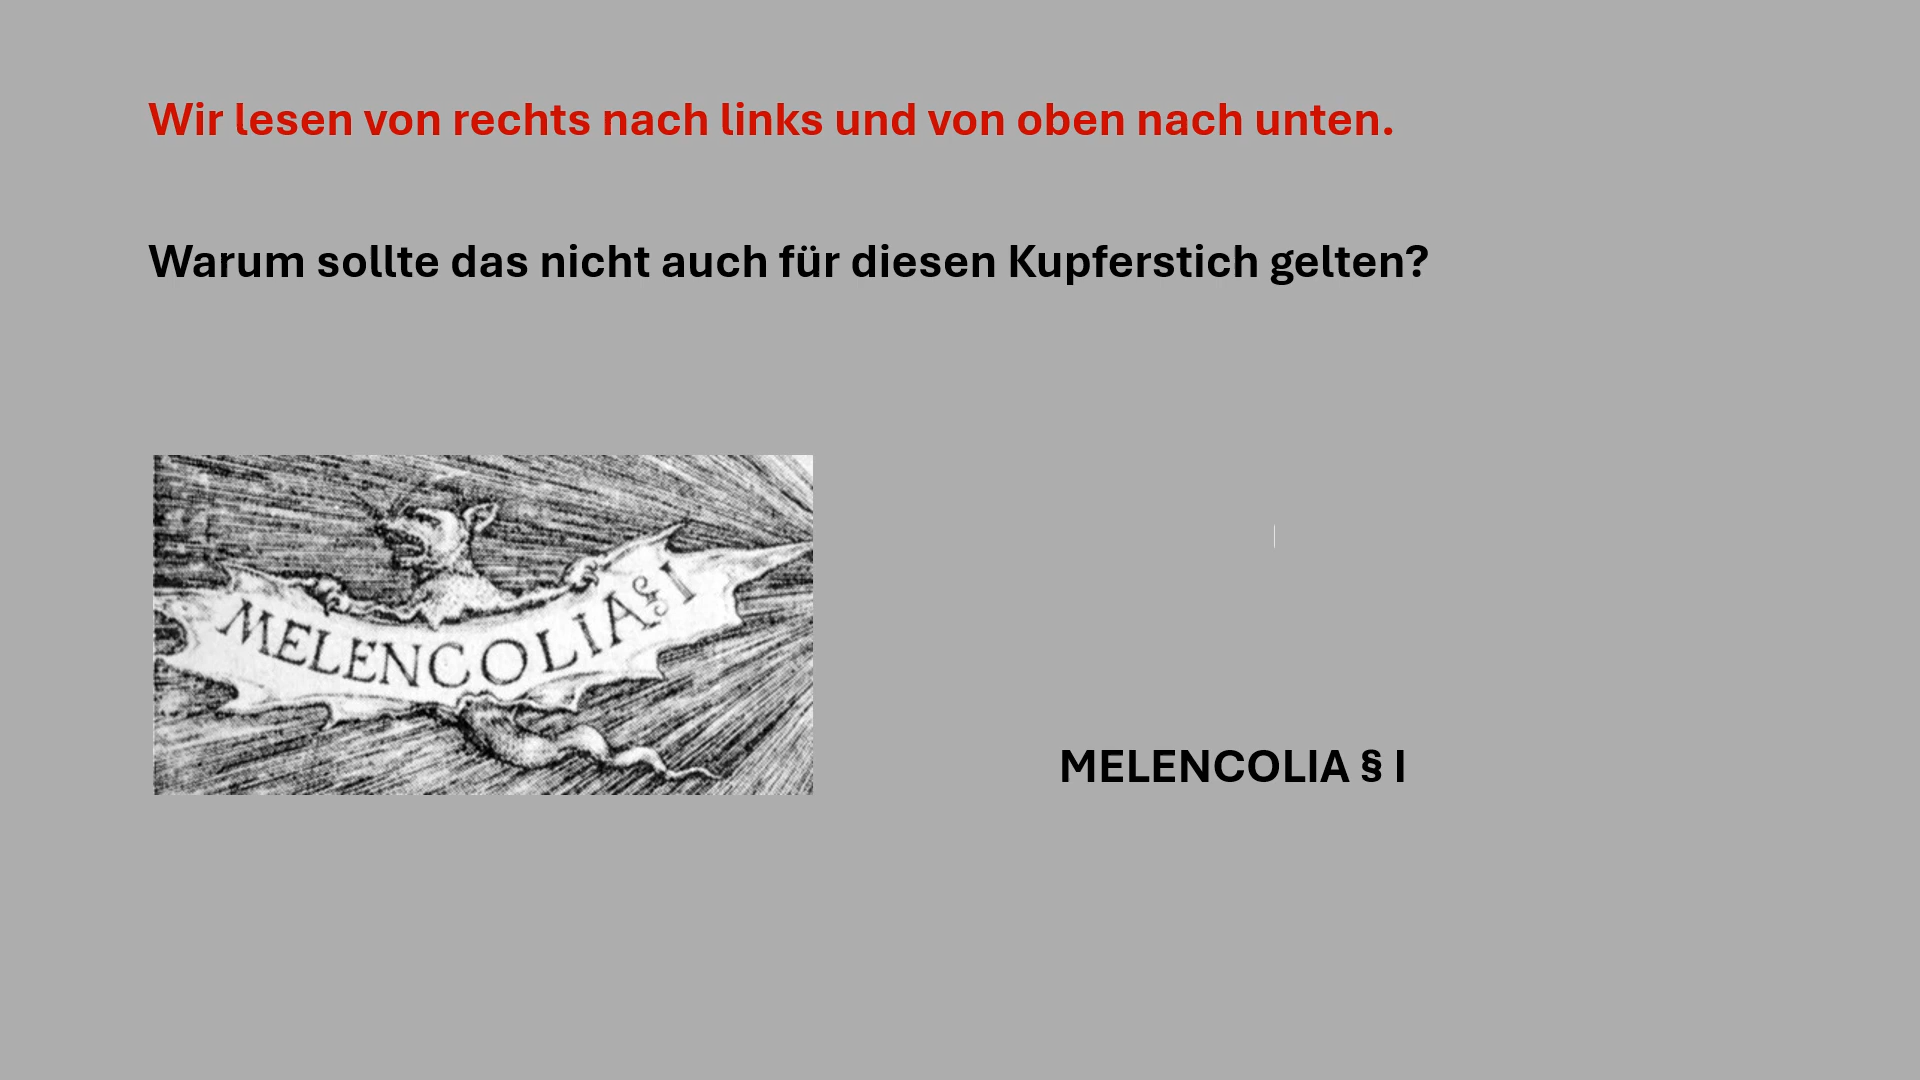 Wir lesen von rechts nach links und von oben nach unten.
Warum sollte das nicht auch für diesen Kupferstich gelten?
MELENCOLIA § I
MELENCOLIA § I